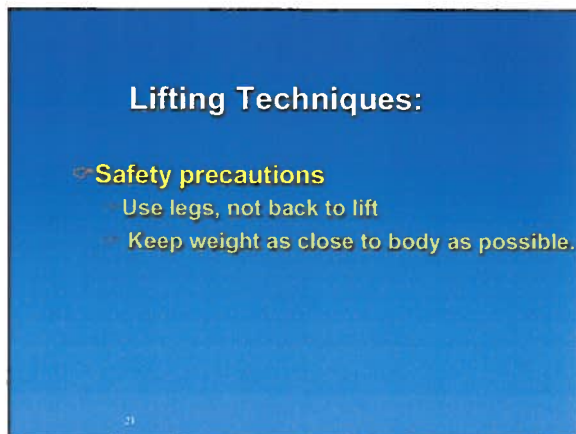 Lifting Techniques:
Safety precautions
Use legs, not back to lift
Keep weight as close to body as possible.
21